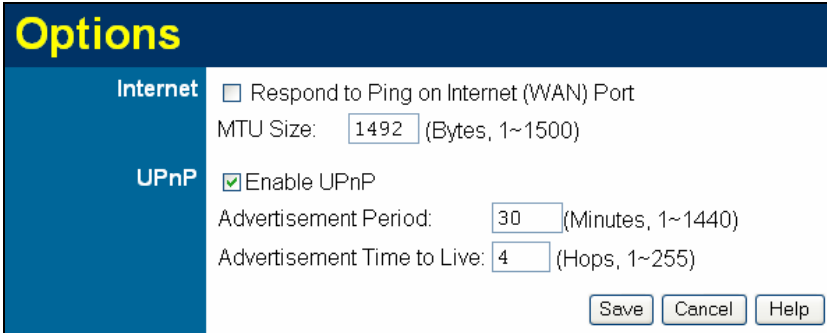 Options
Internet
Respond to Ping on Internet (WAN) Port
MTU Size: 1492 (Bytes, 1~1500)
UPnP
Enable UPnP
Advertisement Period: 30 (Minutes, 1~1440)
Advertisement Time to Live: 4 (Hops, 1~255)
Save Cancel Help